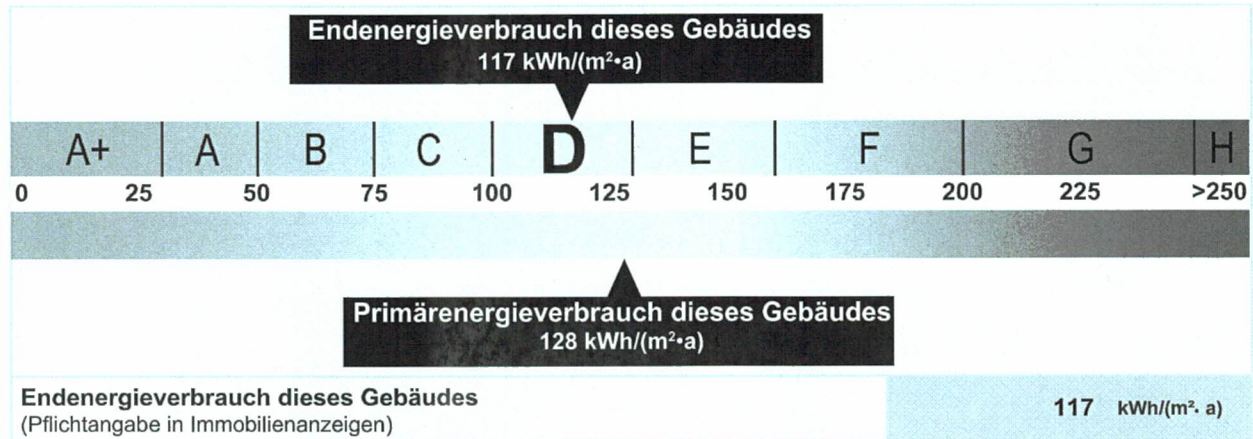 Endenergieverbrauch dieses Gebäudes
117 kWh/(m²•a)
A+ A B C D E F G H
0 25 50 75 100 125 150 175 200 225 >250
Primärenergieverbrauch dieses Gebäudes
128 kWh/(m²•a)
Endenergieverbrauch dieses Gebäudes
(Pflichtangabe in Immobilienanzeigen)
117 kWh/(m²· a)